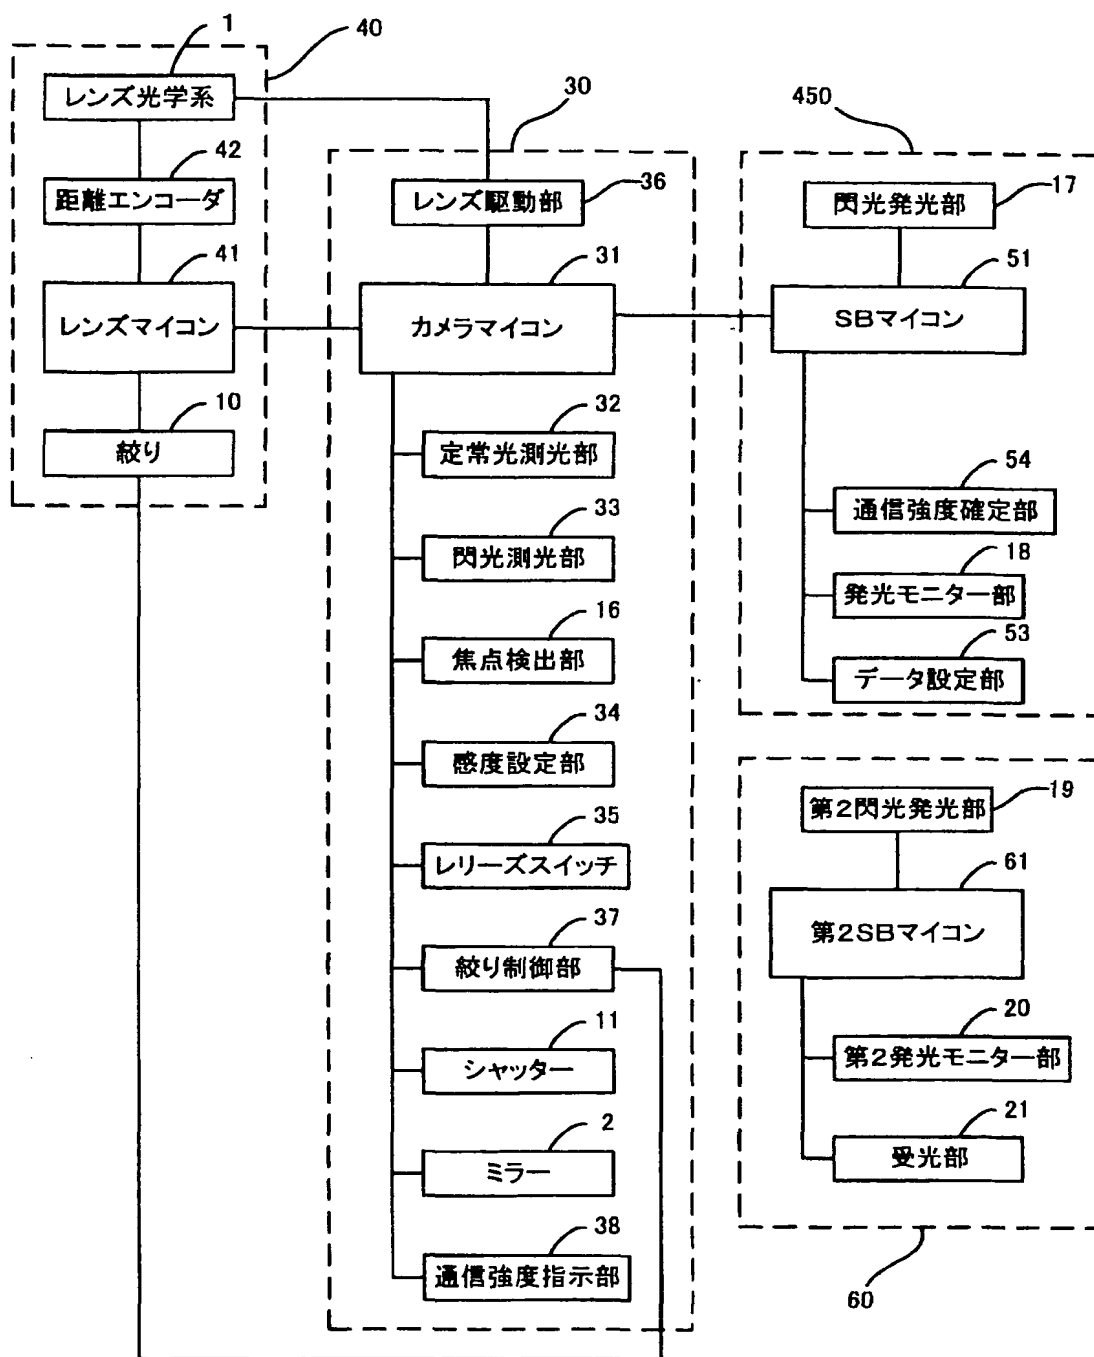 1
40
レンズ光学系
42
距離エンコーダ
41
レンズマイコン
10
絞り
30
レンズ駆動部
36
31
カメラマイコン
32
定常光測光部
33
閃光測光部
16
焦点検出部
34
感度設定部
35
レリーズスイッチ
37
絞り制御部
11
シャッター
2
ミラー
38
通信強度指示部
450
閃光発光部
17
51
SBマイコン
54
通信強度確定部
18
発光モニター部
53
データ設定部
第2閃光発光部
19
61
第2SBマイコン
20
第2発光モニター部
21
受光部
60